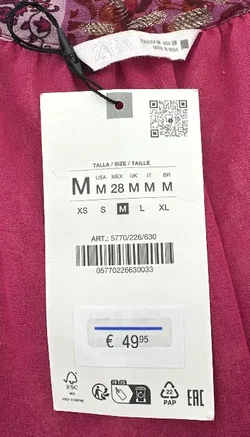 TALLA / SIZE / TAILLE
USA MEX UK IT BR
M M 28 M M M
XS S M L XL
ART.: 5770/226/630
05770226630033
€ 49 95
FSC
22
PAP
EAC